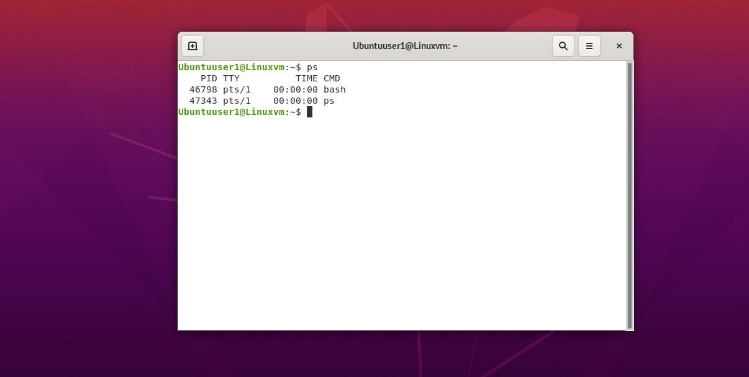 Ubuntuuser1@Linuxvm: ~
Ubuntuuser1@Linuxvm:~$ ps
    PID TTY          TIME CMD
  46798 pts/1    00:00:00 bash
  47343 pts/1    00:00:00 ps
Ubuntuuser1@Linuxvm:~$